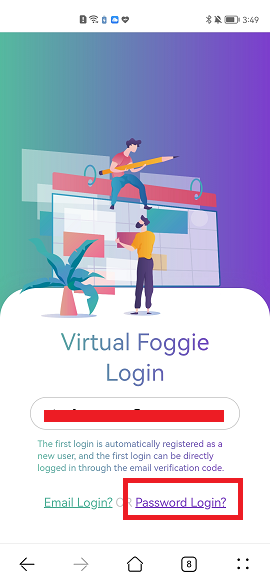 3:49
Virtual Foggie
Login
The first login is automatically registered as a
new user, and the first login can be directly
logged in through the email verification code.
Email Login? OR Password Login?
8